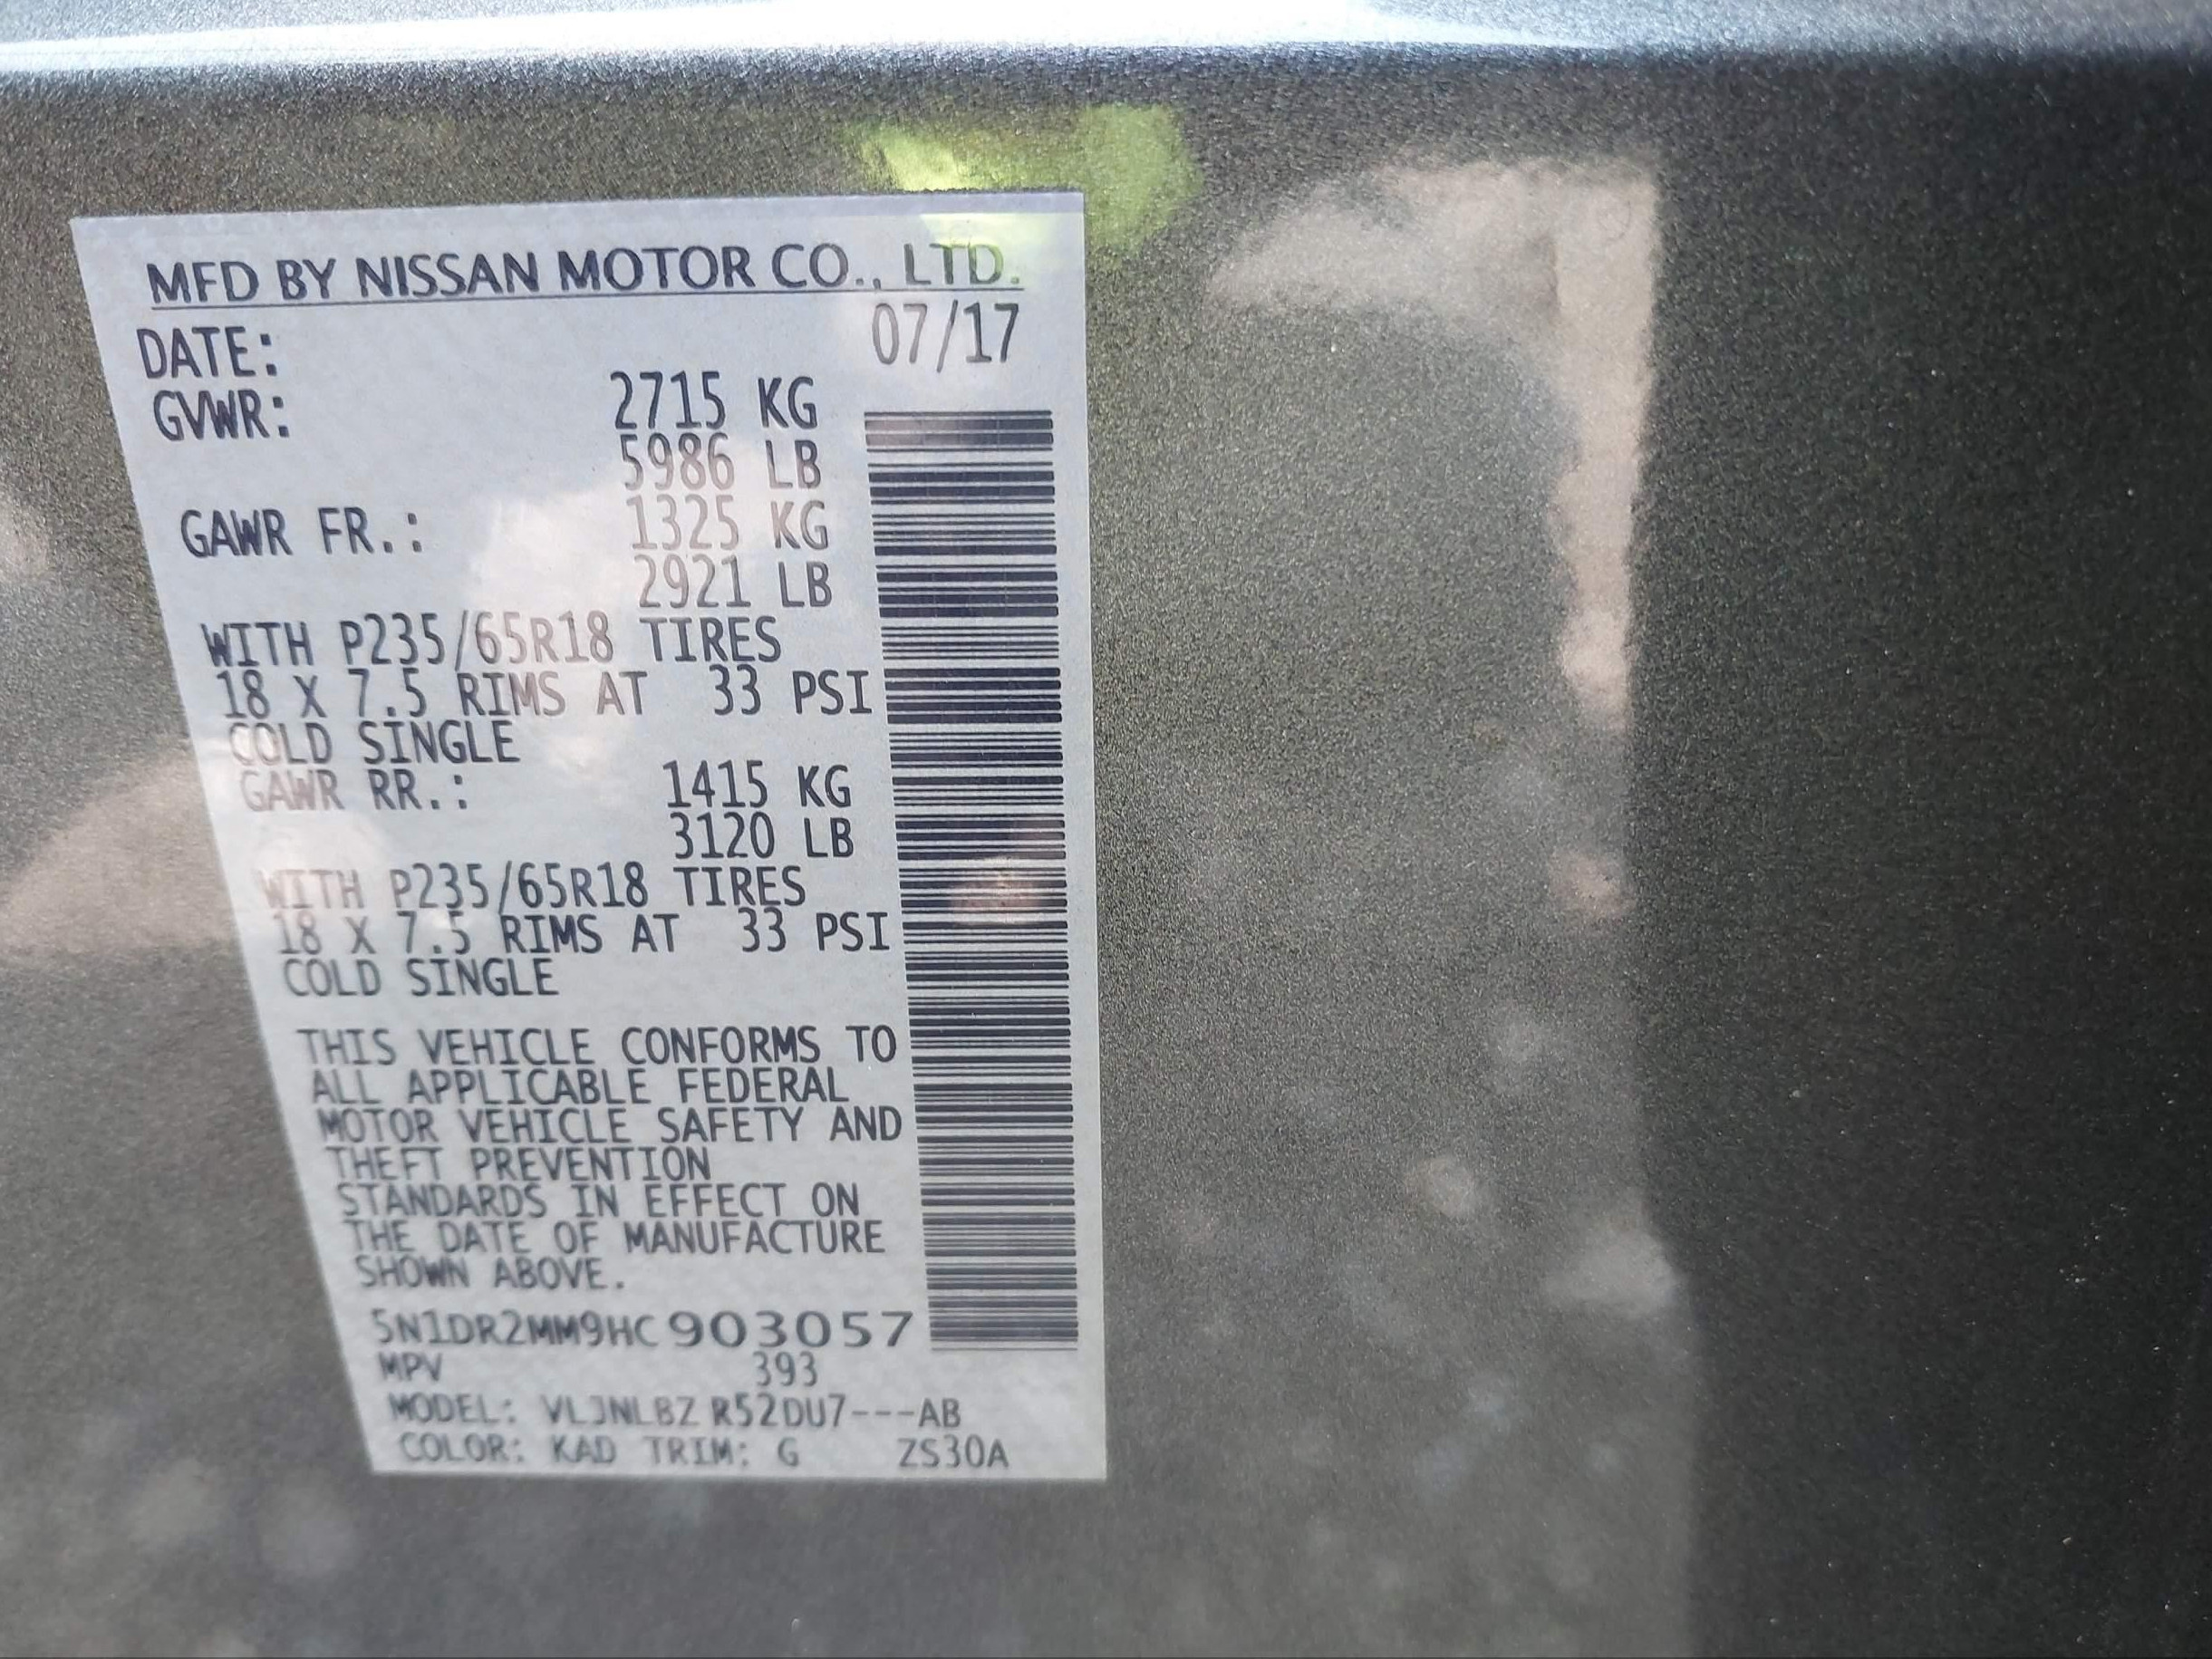 MFD BY NISSAN MOTOR CO., LTD.
DATE: 07/17
GVWR: 2715 KG
5986 LB
GAWR FR.: 1325 KG
2921 LB
WITH P235/65R18 TIRES
18 X 7.5 RIMS AT 33 PSI
COLD SINGLE
GAWR RR.: 1415 KG
3120 LB
WITH P235/65R18 TIRES
18 X 7.5 RIMS AT 33 PSI
COLD SINGLE
THIS VEHICLE CONFORMS TO
ALL APPLICABLE FEDERAL
MOTOR VEHICLE SAFETY AND
THEFT PREVENTION
STANDARDS IN EFFECT ON
THE DATE OF MANUFACTURE
SHOWN ABOVE.
5N1DR2MM9HC903057
MPV 393
MODEL: VLJNLBZ R52DU7---AB
COLOR: KAD TRIM: G ZS30A